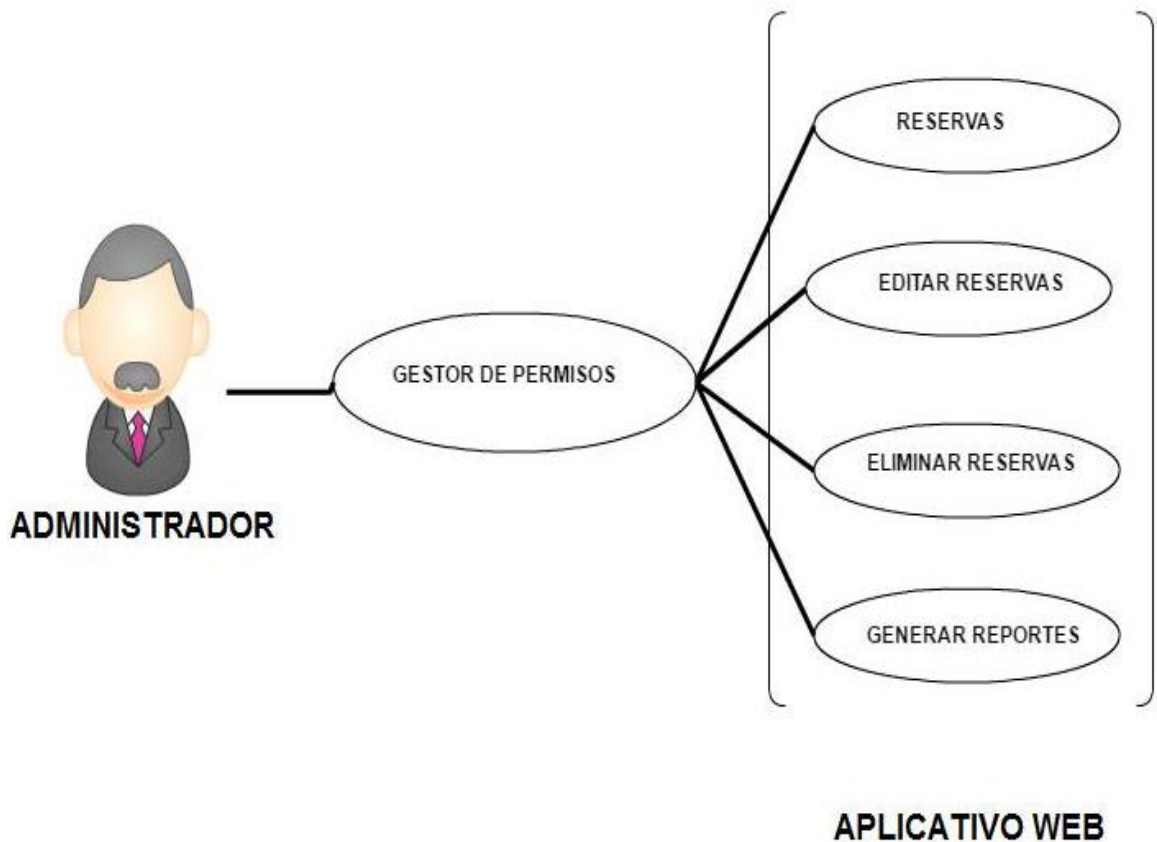 RESERVAS
EDITAR RESERVAS
GESTOR DE PERMISOS
ELIMINAR RESERVAS
ADMINISTRADOR
GENERAR REPORTES
APLICATIVO WEB